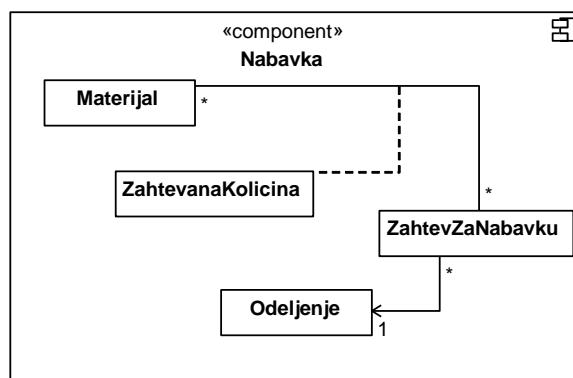 «component»
Nabavka
Materijal
*
ZahtevanaKolicina
*
ZahtevZaNabavku
*
Odeljenje
1